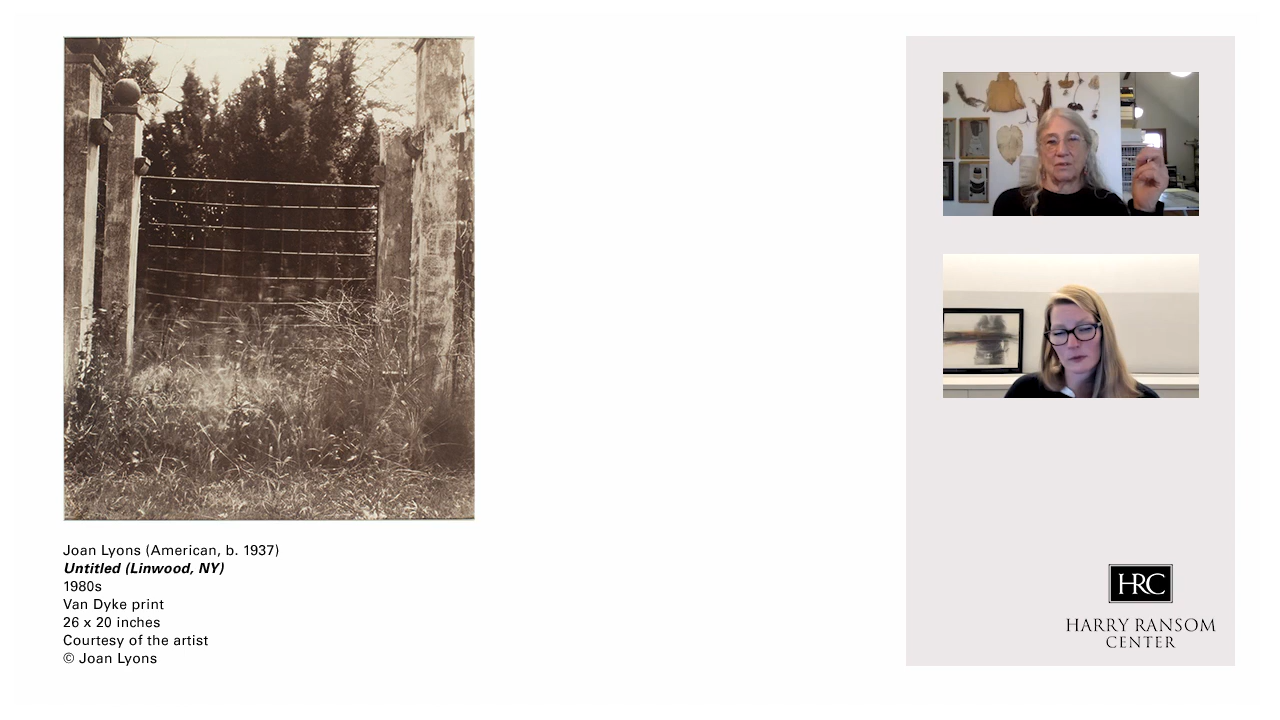 Joan Lyons (American, b. 1937)
Untitled (Linwood, NY)
1980s
Van Dyke print
26 x 20 inches
Courtesy of the artist
© Joan Lyons
HRC
HARRY RANSOM
CENTER